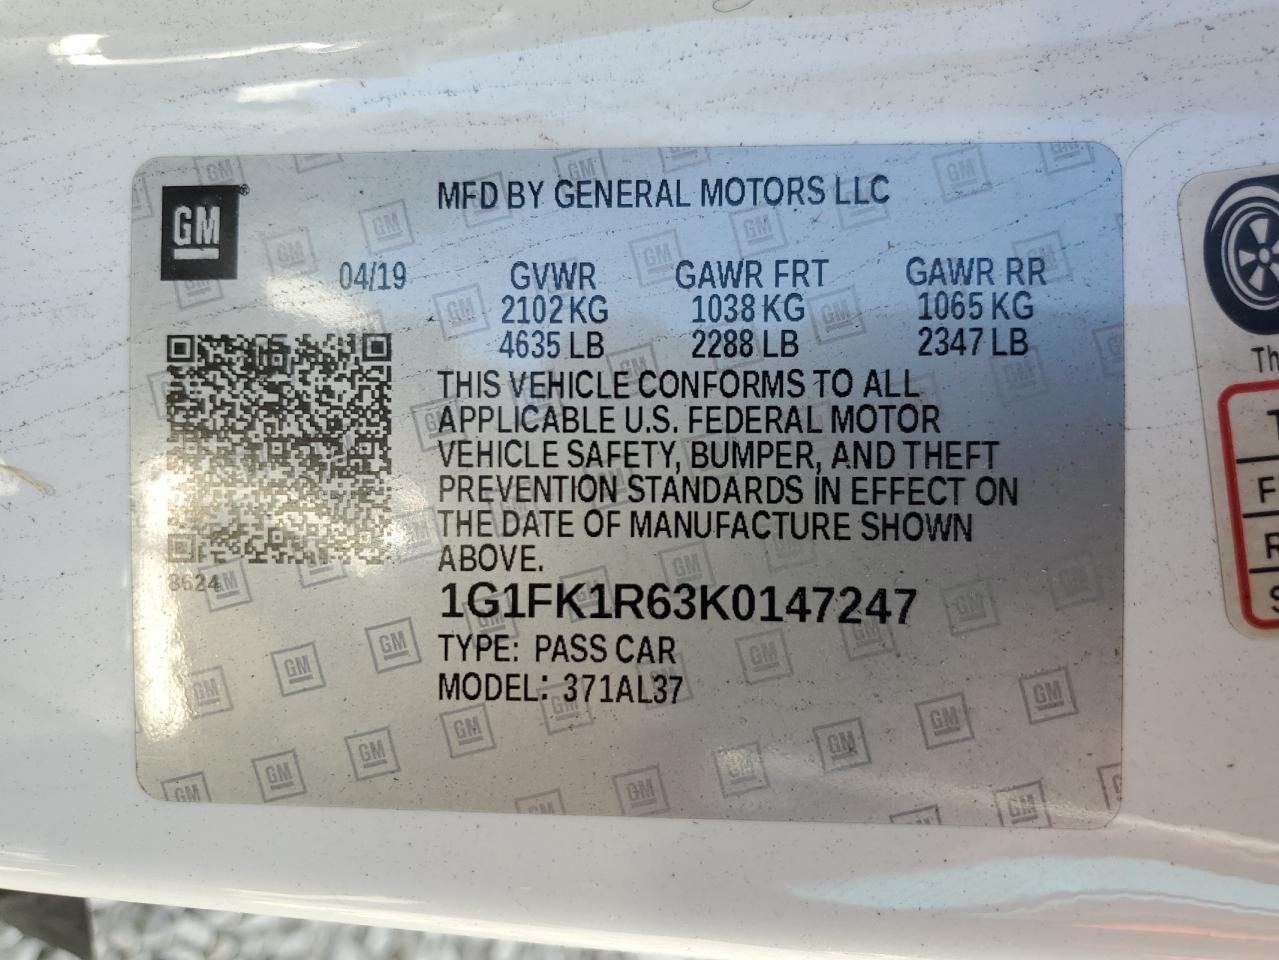 GM
MFD BY GENERAL MOTORS LLC
04/19
GVWR
2102 KG
4635 LB
GAWR FRT
1038 KG
2288 LB
GAWR RR
1065 KG
2347 LB
THIS VEHICLE CONFORMS TO ALL
APPLICABLE U.S. FEDERAL MOTOR
VEHICLE SAFETY, BUMPER, AND THEFT
PREVENTION STANDARDS IN EFFECT ON
THE DATE OF MANUFACTURE SHOWN
ABOVE.
8624
1G1FK1R63K0147247
TYPE: PASS CAR
MODEL: 371AL37
Th
F
R
S